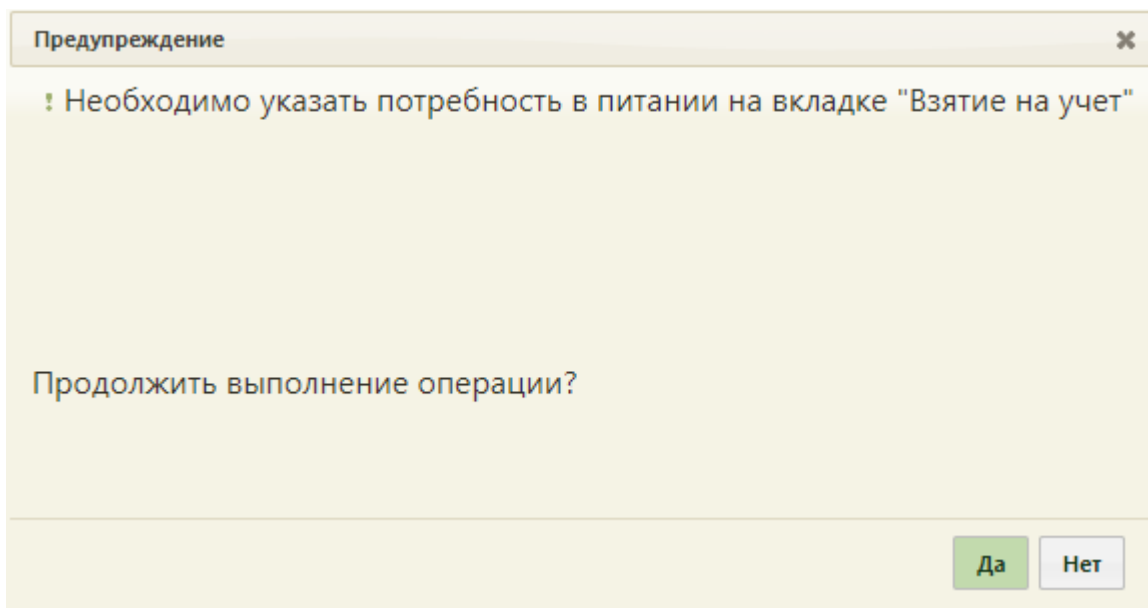 Предупреждение
! Необходимо указать потребность в питании на вкладке "Взятие на учет"
Продолжить выполнение операции?
Да
Нет